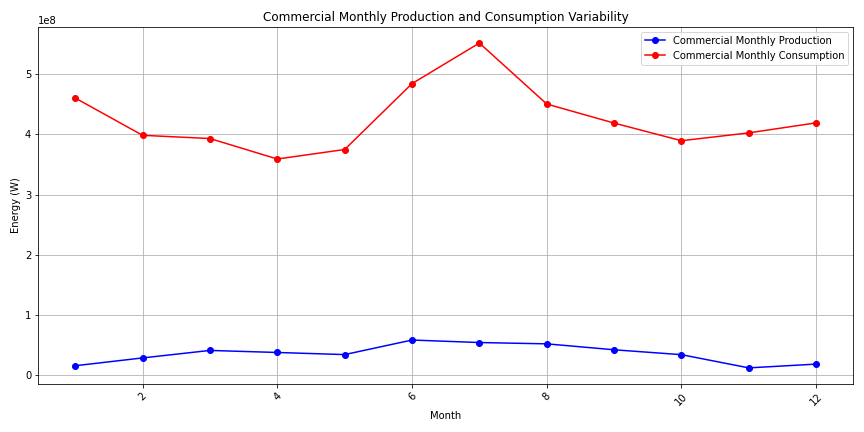 Commercial Monthly Production and Consumption Variability
1e8
Commercial Monthly Production
Commercial Monthly Consumption
5
4
3
2
1
0
Energy (W)
2
4
6
8
10
12
Month